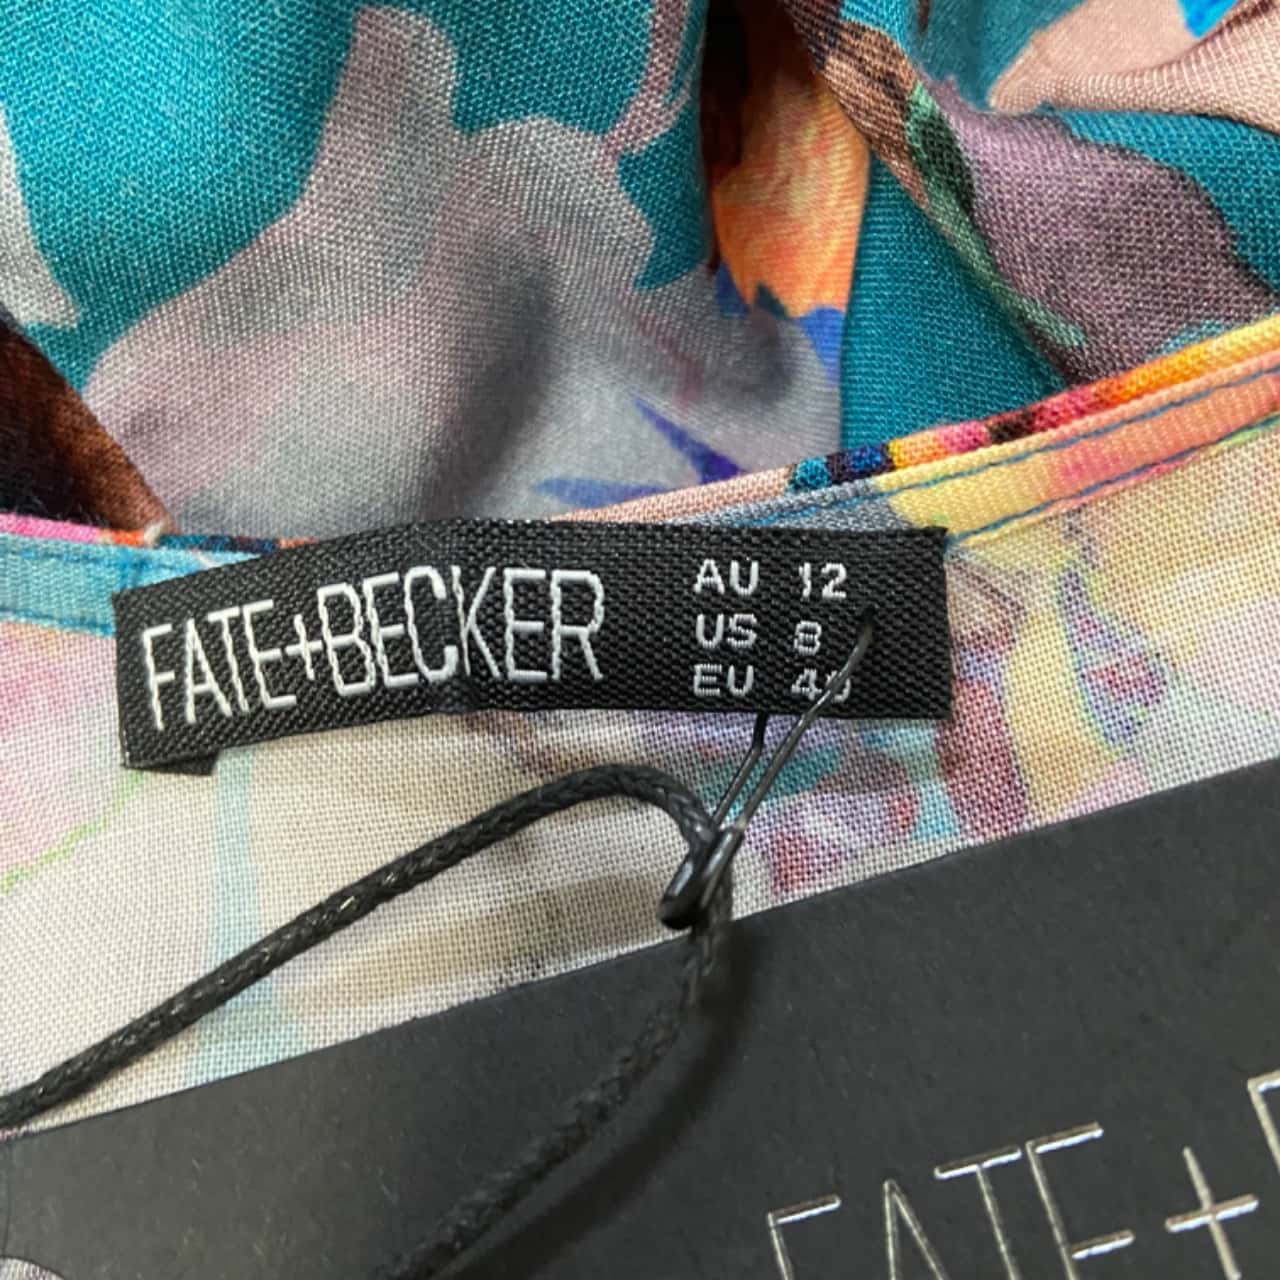 FATE+BECKER
AU 12
US 8
EU
FATE+